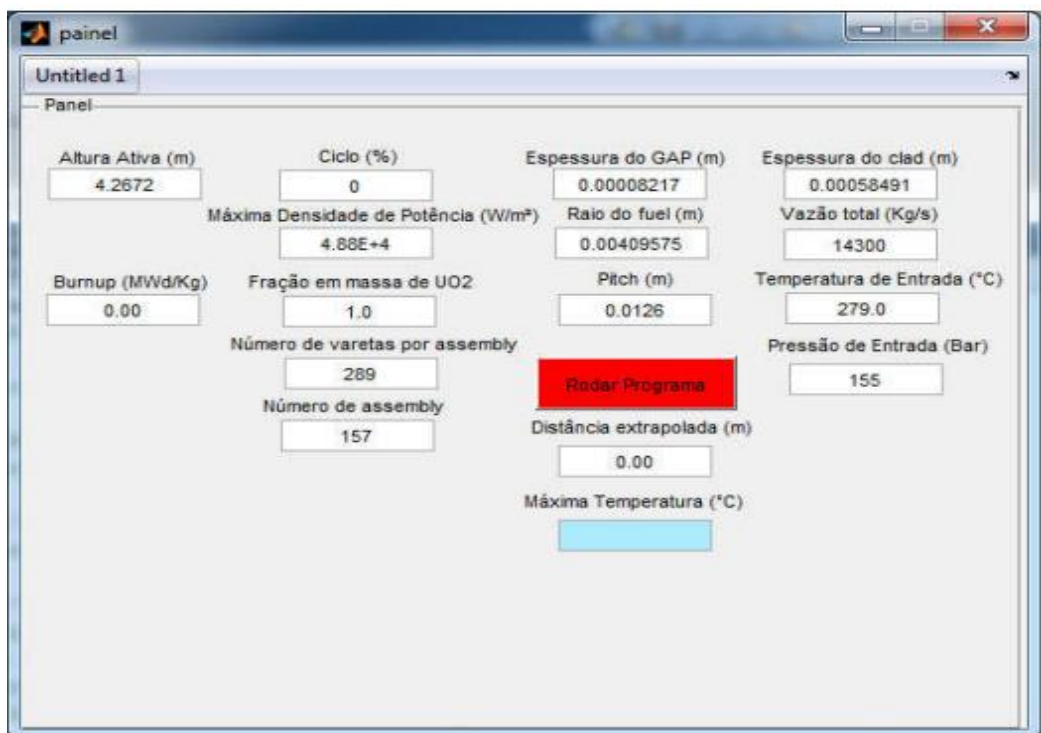 painel
Untitled 1
Panel
Altura Ativa (m)
4.2672
Ciclo (%)
0
Espessura do GAP (m)
0.00008217
Espessura do clad (m)
0.00058491
Máxima Densidade de Potência (W/m³)
4.88E+4
Raio do fuel (m)
0.00409575
Vazão total (Kg/s)
14300
Burnup (MWd/Kg)
0.00
Fração em massa de UO2
1.0
Pitch (m)
0.0126
Temperatura de Entrada (°C)
279.0
Número de varetas por assembly
289
Rodar Programa
Pressão de Entrada (Bar)
155
Número de assembly
157
Distância extrapolada (m)
0.00
Máxima Temperatura (°C)